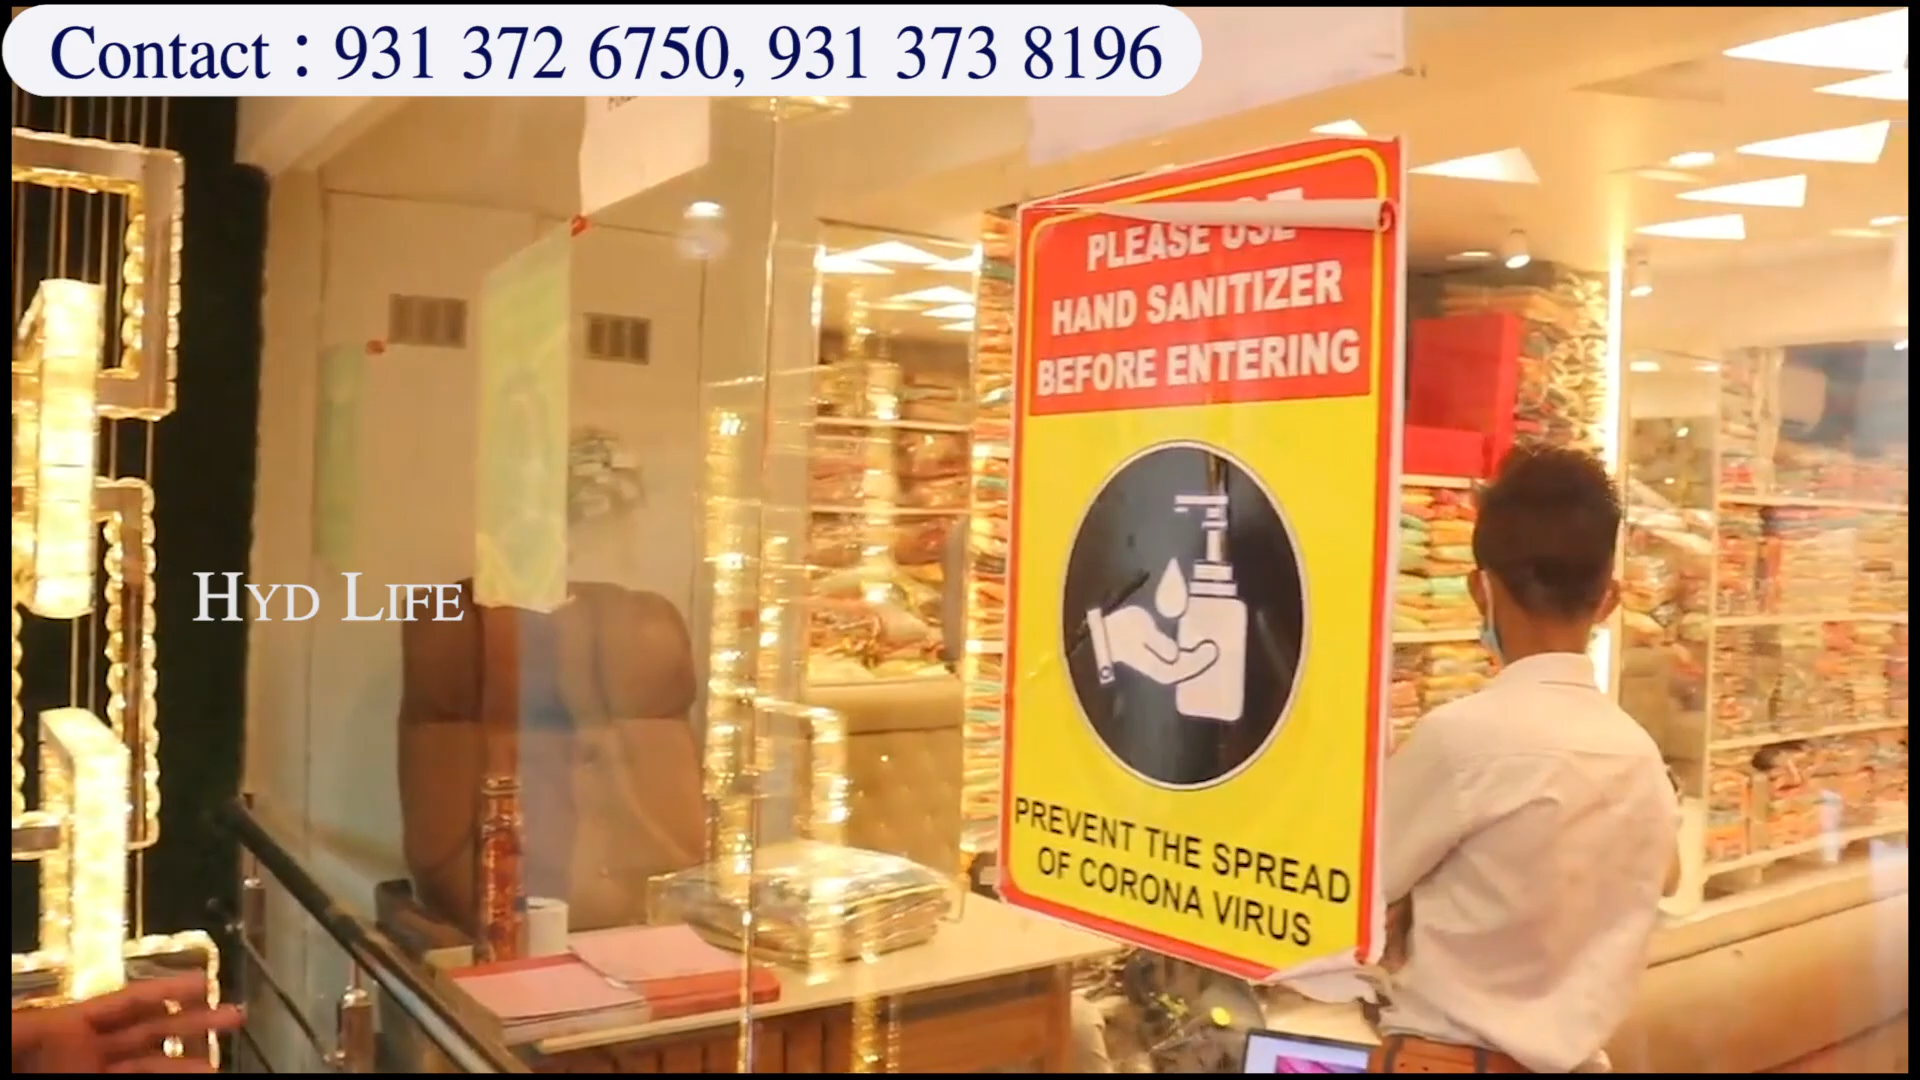 Contact : 931 372 6750, 931 373 8196
PLEASE USE
HAND SANITIZER
BEFORE ENTERING
HYD LIFE
PREVENT THE SPREAD
OF CORONA VIRUS